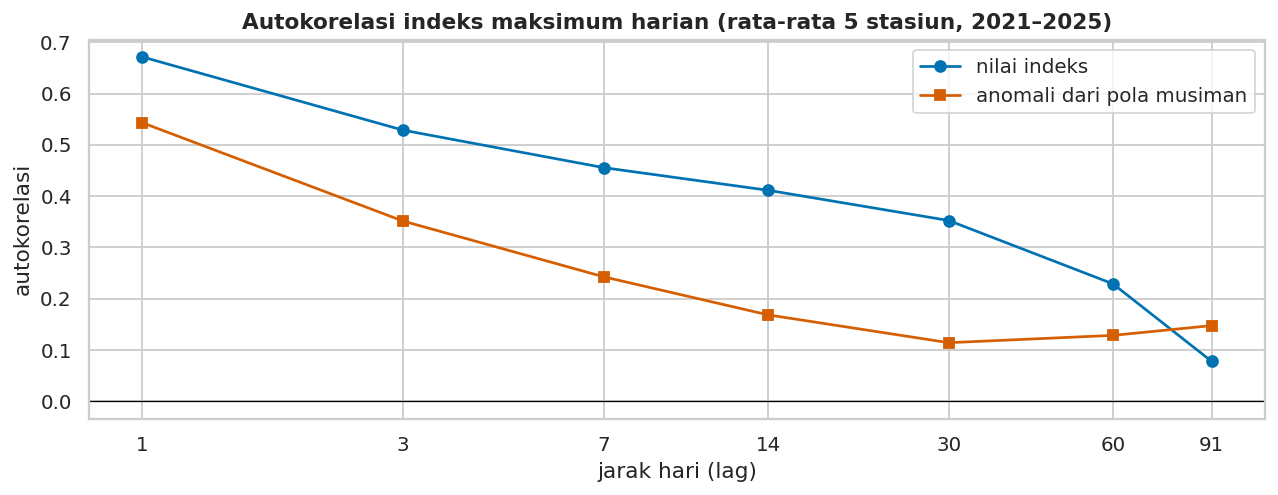 Autokorelasi indeks maksimum harian (rata-rata 5 stasiun, 2021–2025)
nilai indeks
anomali dari pola musiman
autokorelasi
0.7
0.6
0.5
0.4
0.3
0.2
0.1
0.0
1 3 7 14 30 60 91
jarak hari (lag)